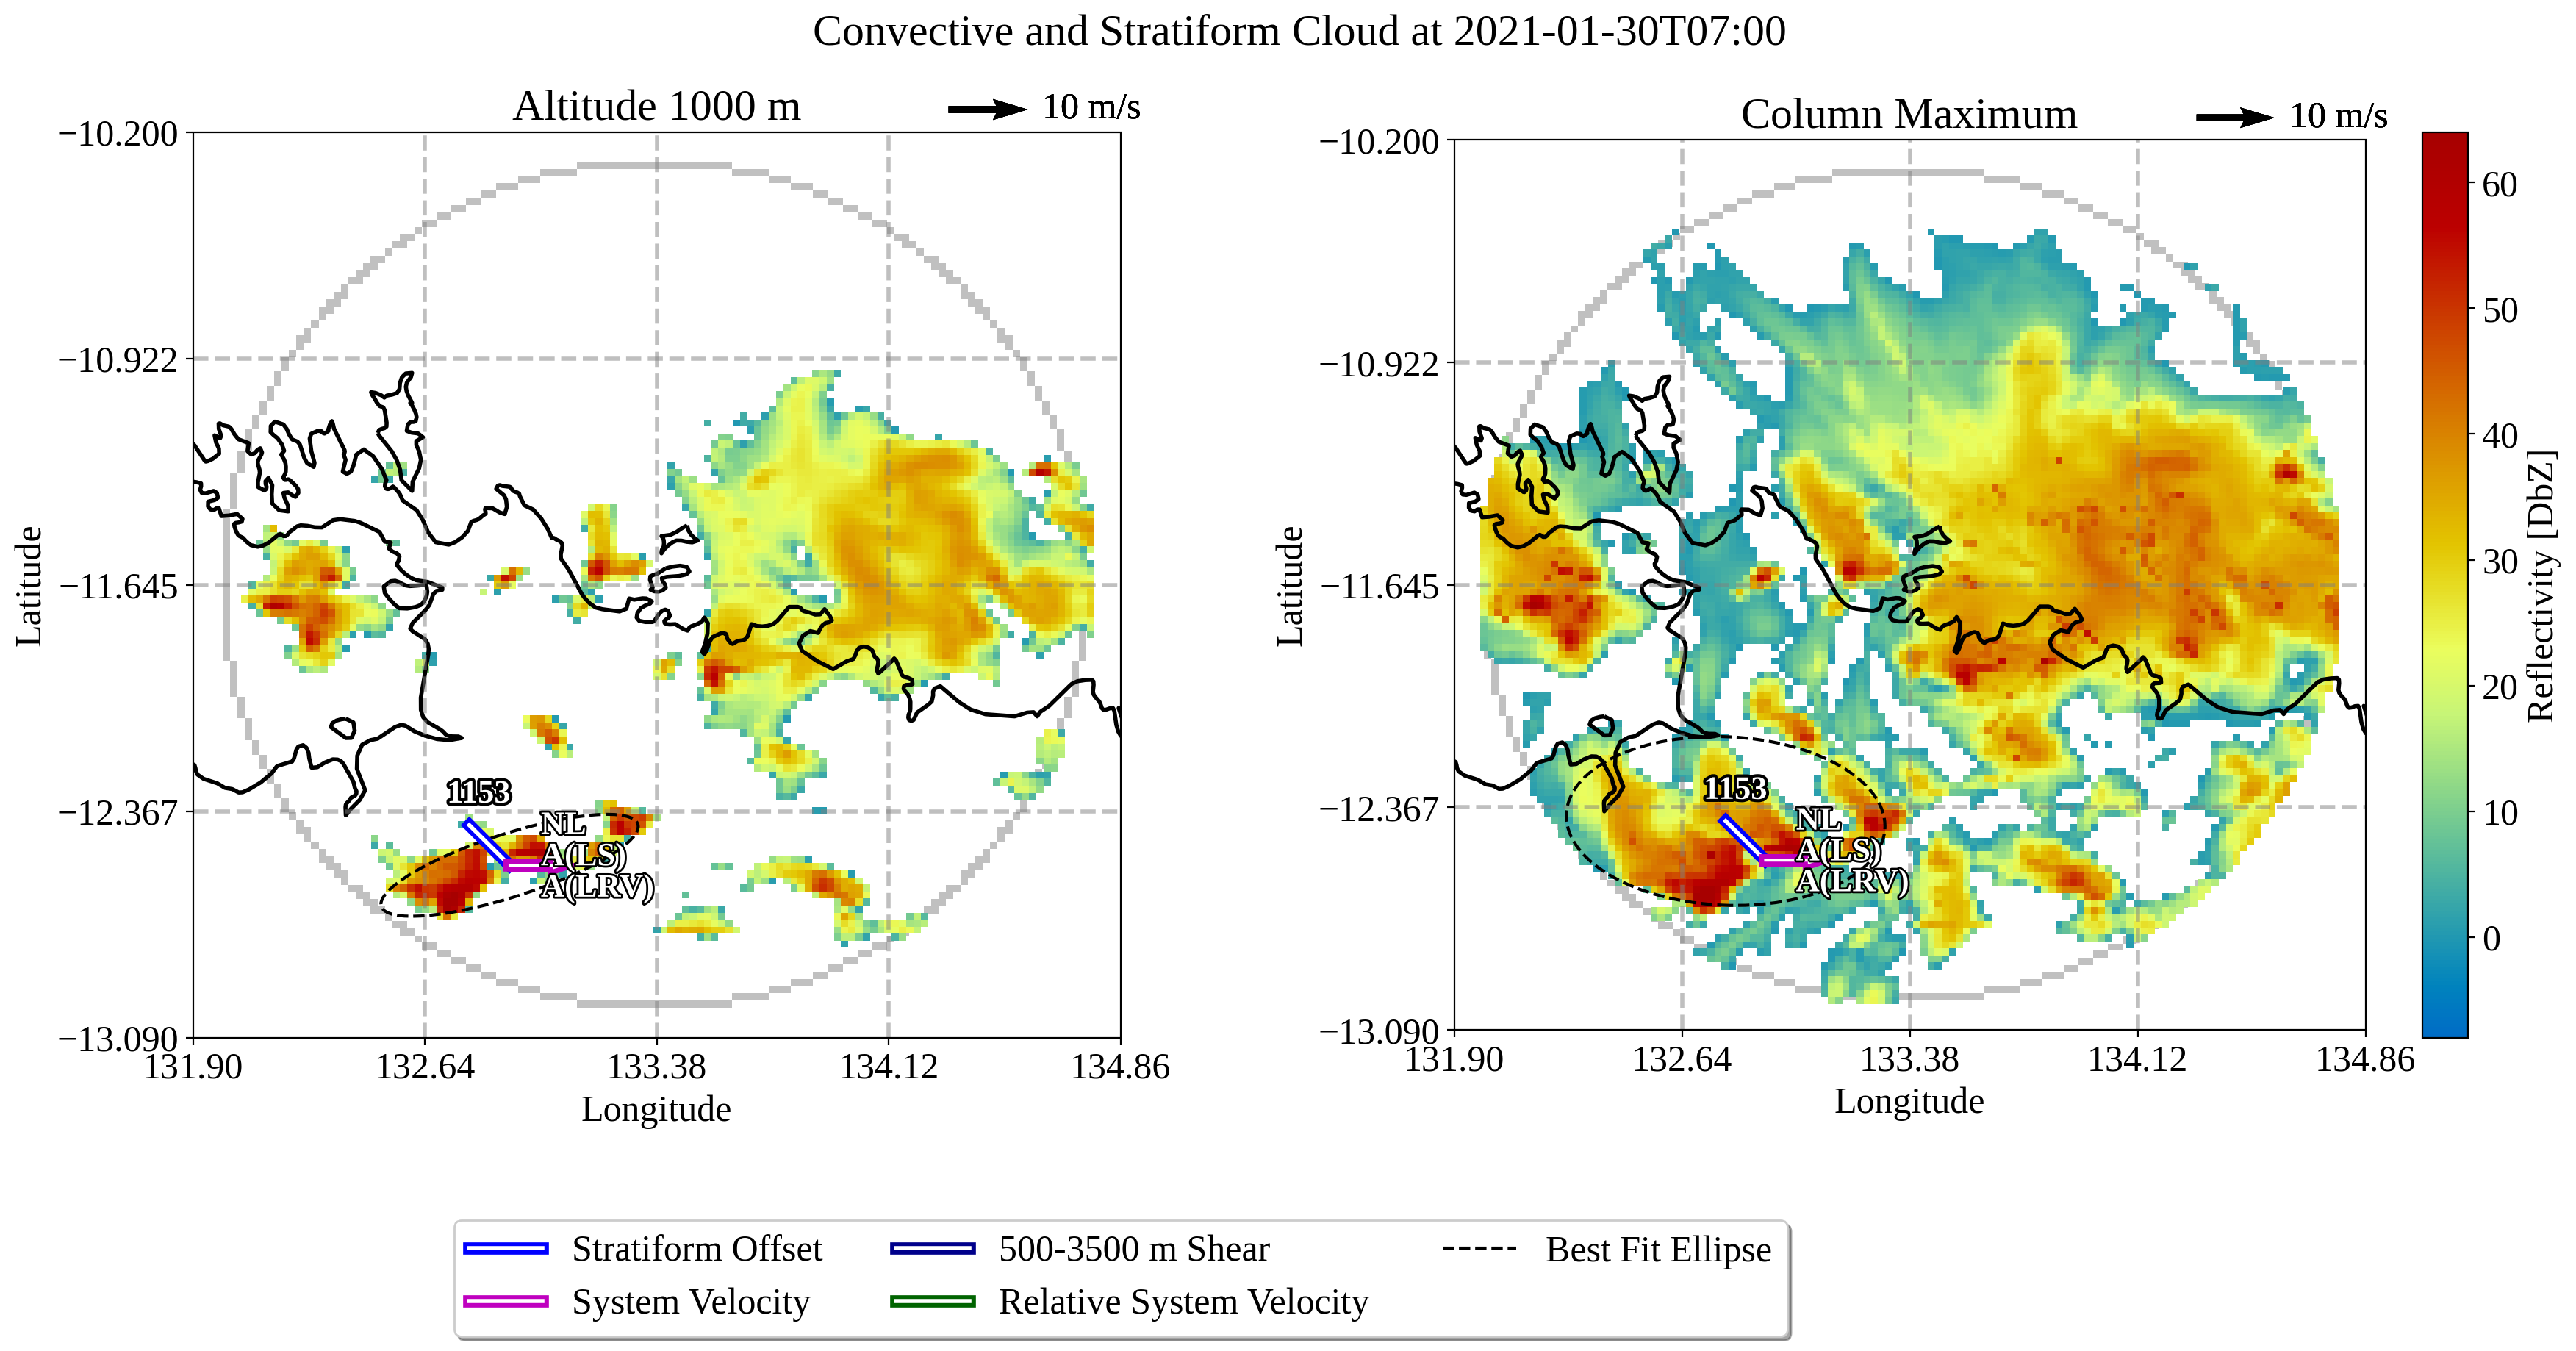 Convective and Stratiform Cloud at 2021-01-30T07:00
Altitude 1000 m
10 m/s
−10.200
−10.922
−11.645
−12.367
−13.090
Latitude
131.90
132.64
133.38
134.12
134.86
Longitude
1153
NL
A(LS)
A(LRV)
Column Maximum
10 m/s
−10.200
−10.922
−11.645
−12.367
−13.090
Latitude
131.90
132.64
133.38
134.12
134.86
Longitude
1153
NL
A(LS)
A(LRV)
60
50
40
30
20
10
0
Reflectivity [DbZ]
Stratiform Offset
System Velocity
500-3500 m Shear
Relative System Velocity
Best Fit Ellipse